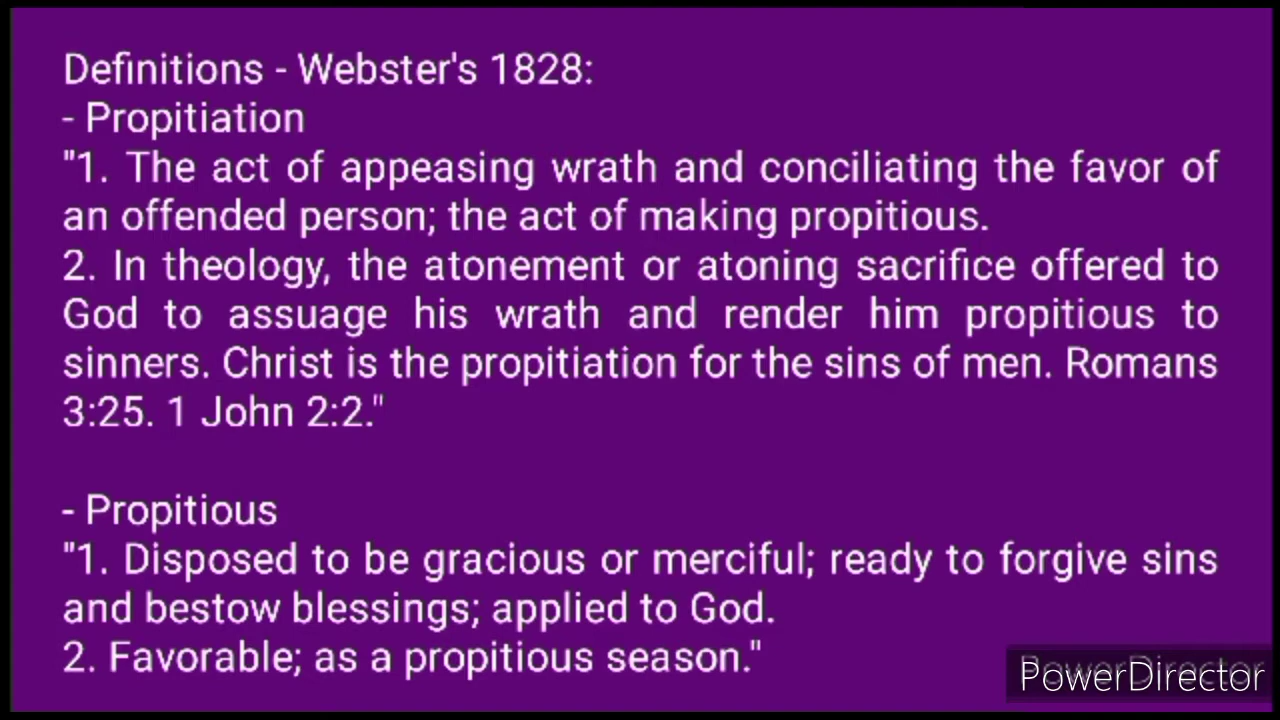 Definitions - Webster's 1828:
- Propitiation
"1. The act of appeasing wrath and conciliating the favor of
an offended person; the act of making propitious.
2. In theology, the atonement or atoning sacrifice offered to
God to assuage his wrath and render him propitious to
sinners. Christ is the propitiation for the sins of men. Romans
3:25. 1 John 2:2."
- Propitious
"1. Disposed to be gracious or merciful; ready to forgive sins
and bestow blessings; applied to God.
2. Favorable; as a propitious season."
PowerDirector